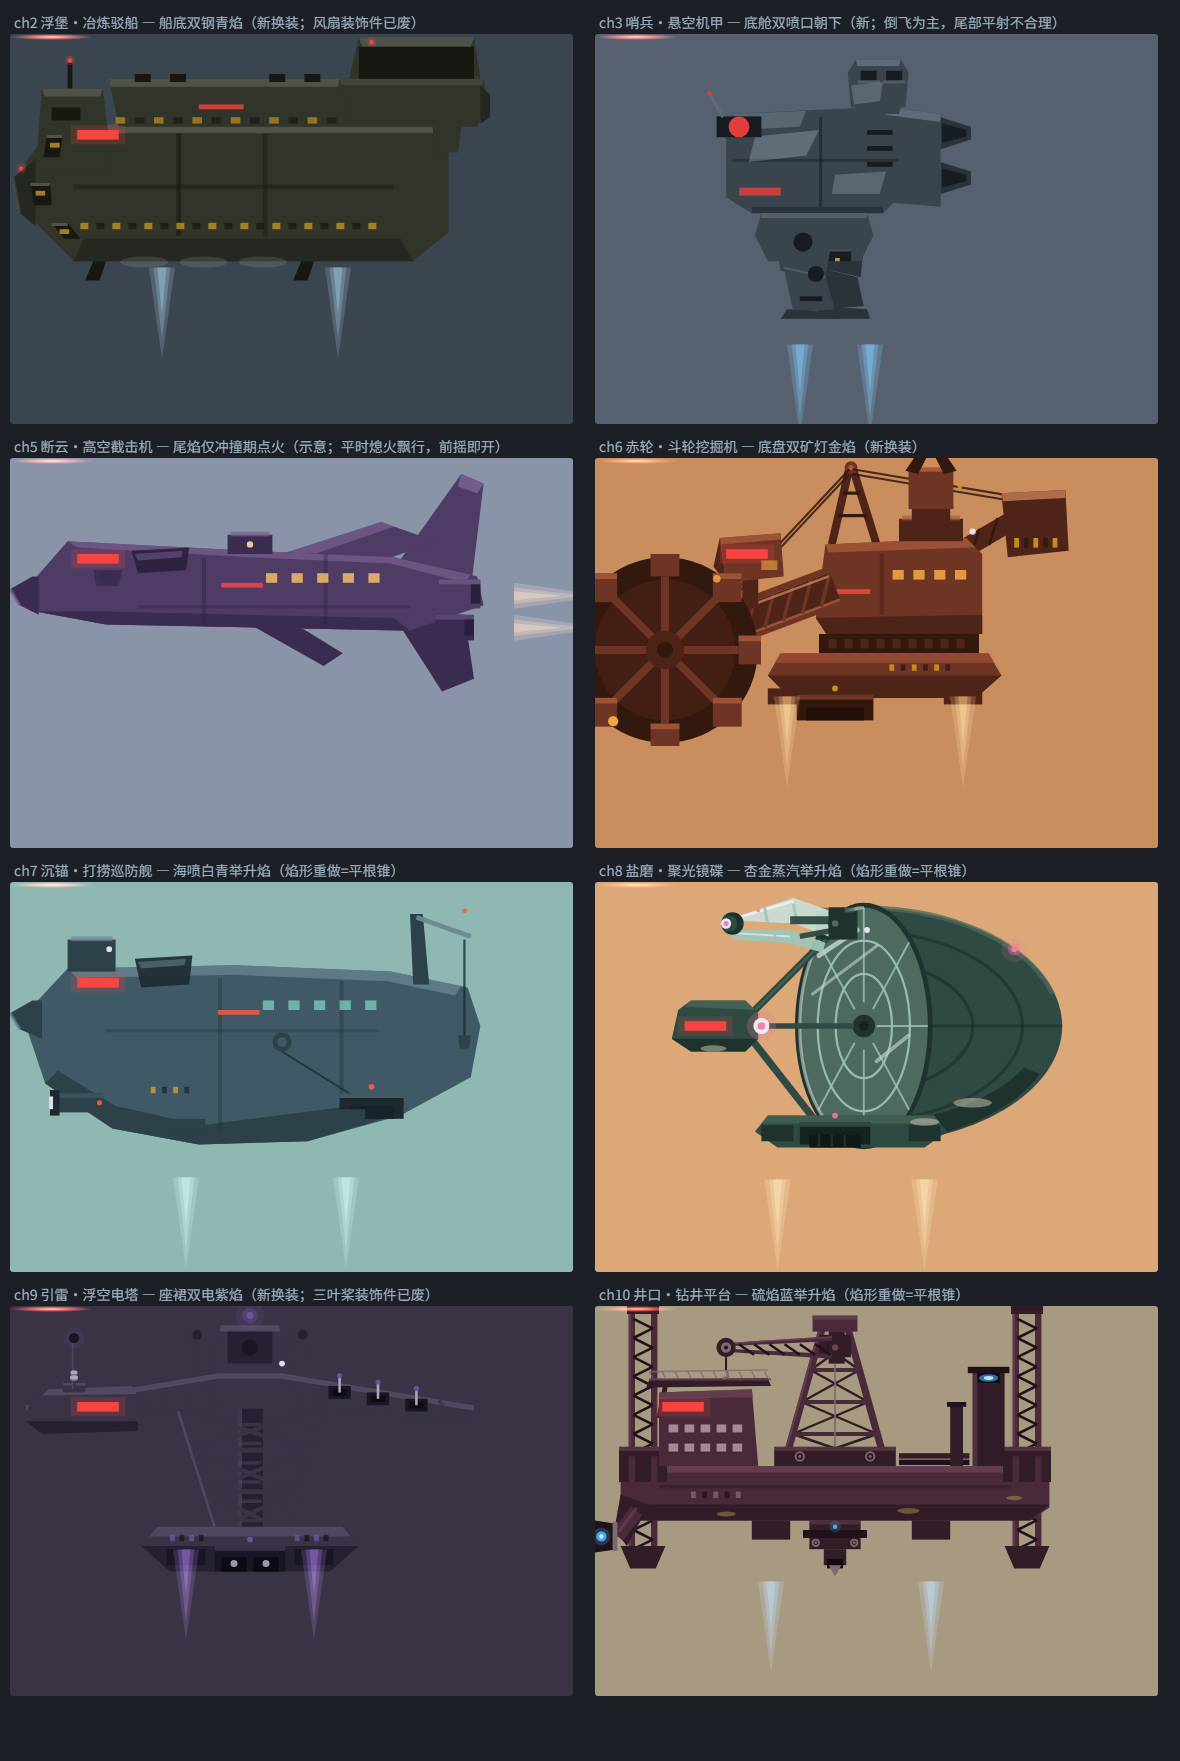 ch2 浮堡・冶炼驳船 — 船底双钢青焰（新换装；风扇装饰件已废）
ch3 哨兵・悬空机甲 — 底舱双喷口朝下（新；倒飞为主，尾部平射不合理）
ch5 断云・高空截击机 — 尾焰仅冲撞期点火（示意；平时熄火飘行，前摇即开）
ch6 赤轮・斗轮挖掘机 — 底盘双矿灯金焰（新换装）
ch7 沉锚・打捞巡防舰 — 海喷白青举升焰（焰形重做=平根锥）
ch8 盐磨・聚光镜碟 — 杏金蒸汽举升焰（焰形重做=平根锥）
ch9 引雷・浮空电塔 — 座裙双电紫焰（新换装；三叶桨装饰件已废）
ch10 井口・钻井平台 — 硫焰蓝举升焰（焰形重做=平根锥）